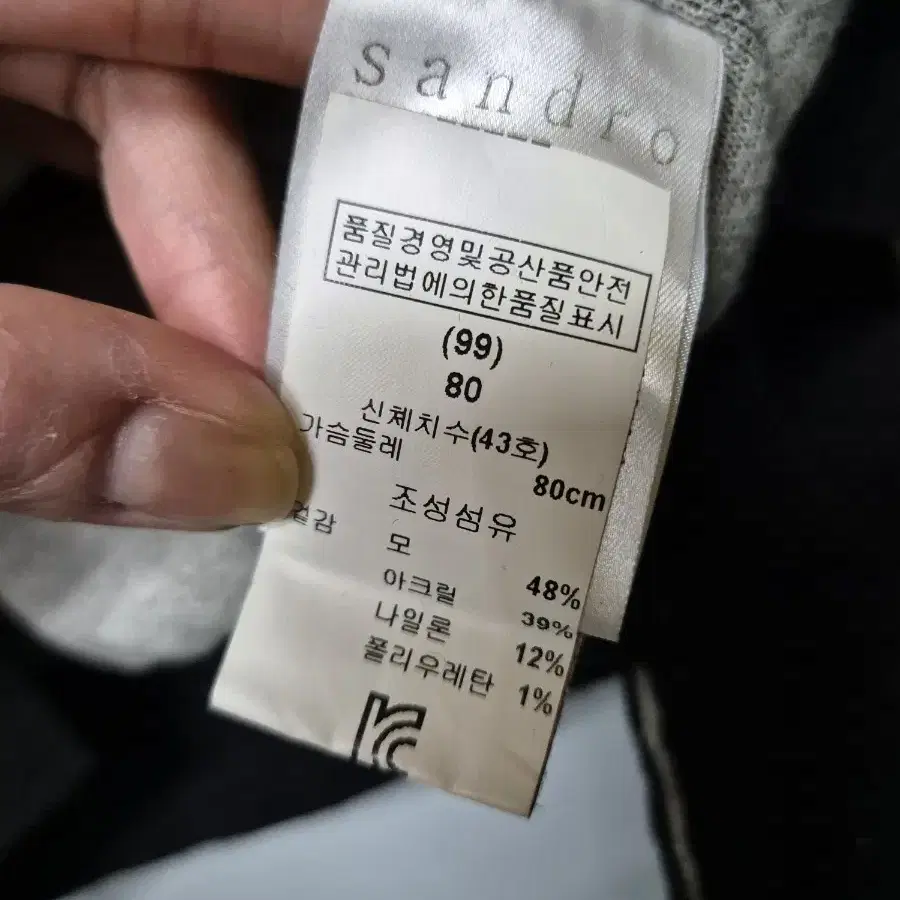 sandro
품질경영및공산품안전
관리법에의한품질표시
(99)
80
신체치수(43호)
가슴둘레
80cm
조성섬유
겉감
모 48%
아크릴 39%
나일론 12%
폴리우레탄 1%